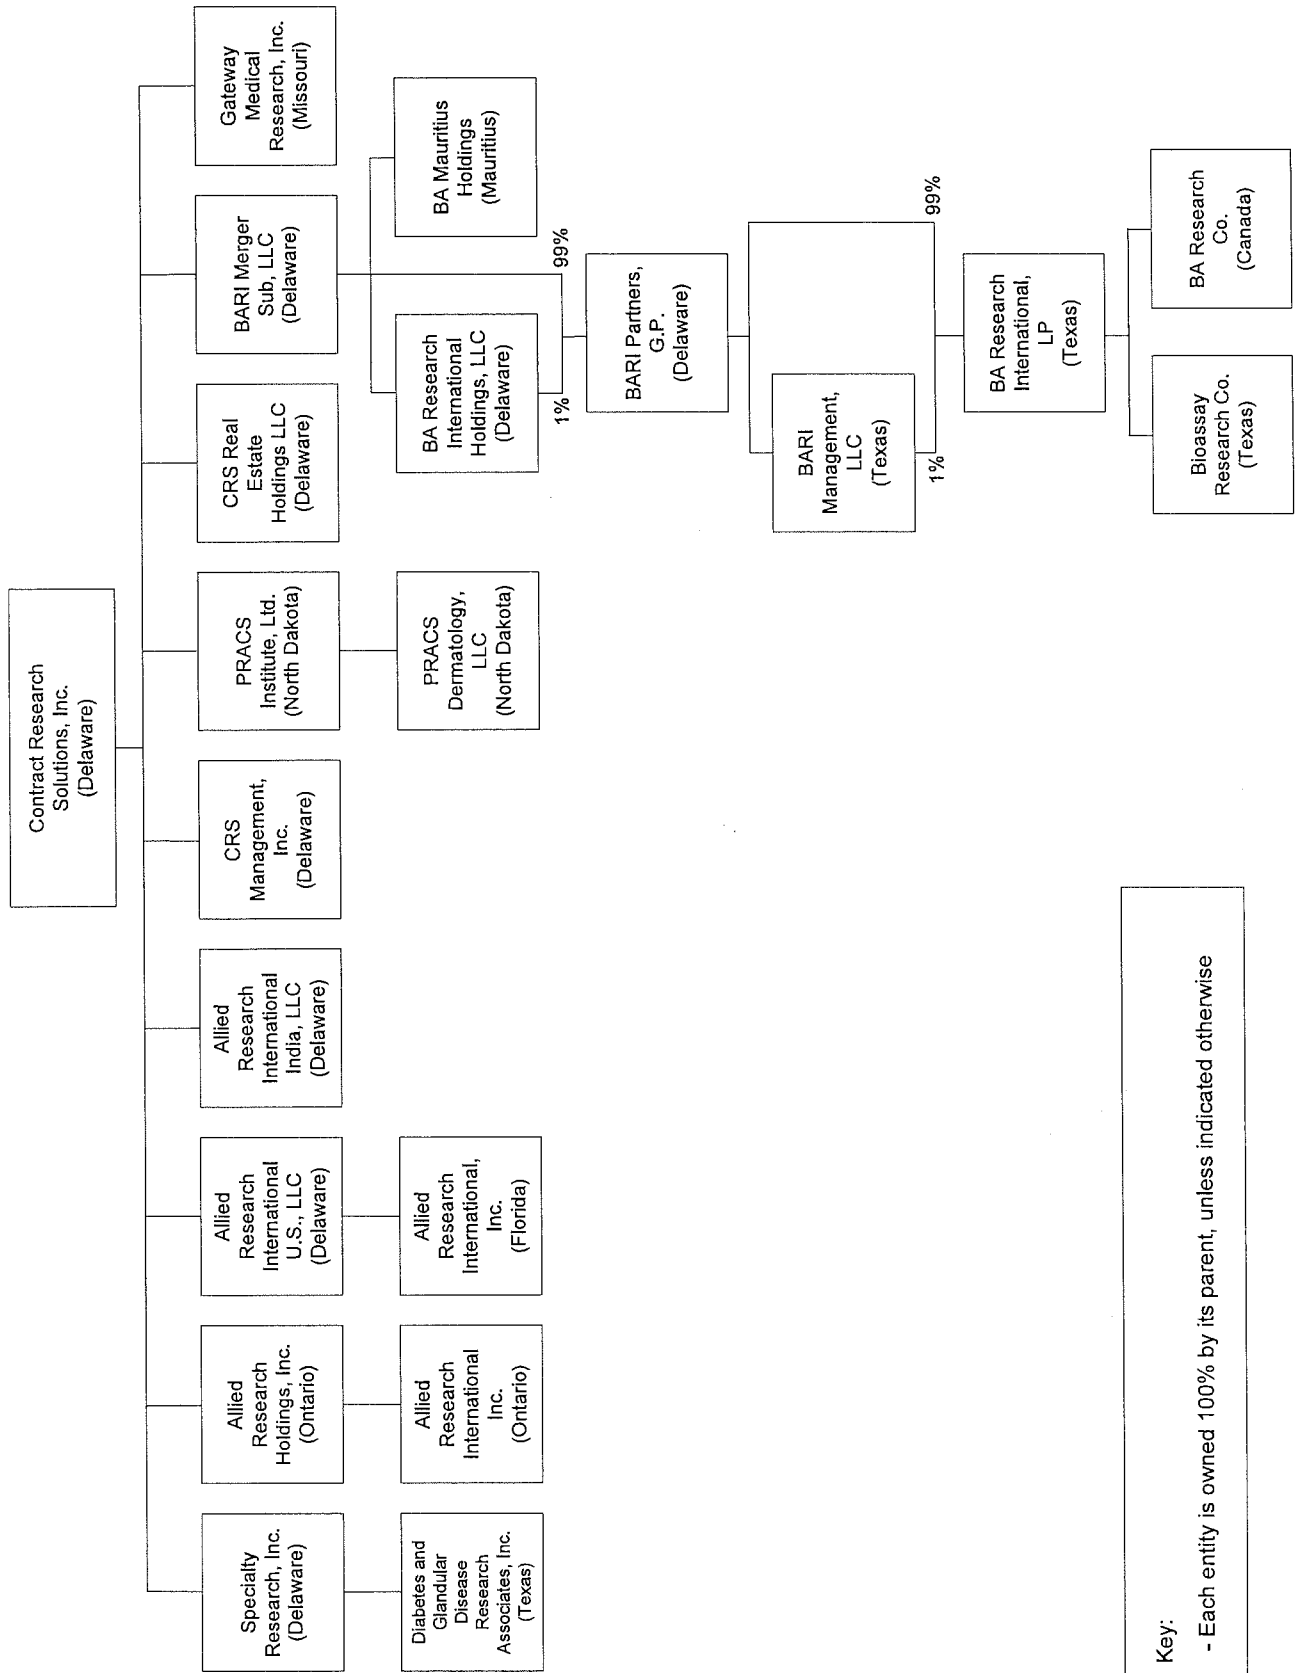 Contract Research
Solutions, Inc.
(Delaware)
Specialty
Research, Inc.
(Delaware)
Allied
Research
Holdings, Inc.
(Ontario)
Allied
Research
International
U.S., LLC
(Delaware)
Allied
Research
International
India, LLC
(Delaware)
CRS
Management,
Inc.
(Delaware)
PRACS
Institute, Ltd.
(North Dakota)
CRS Real
Estate
Holdings LLC
(Delaware)
BARI Merger
Sub, LLC
(Delaware)
Gateway
Medical
Research, Inc.
(Missouri)
Diabetes and
Glandular
Disease
Research
Associates, Inc.
(Texas)
Allied
Research
International
Inc.
(Ontario)
Allied
Research
International,
Inc.
(Florida)
PRACS
Dermatology,
LLC
(North Dakota)
BA Research
International
Holdings, LLC
(Delaware)
BA Mauritius
Holdings
(Mauritius)
1%
99%
BARI Partners,
G.P.
(Delaware)
BARI
Management,
LLC
(Texas)
1%
99%
BA Research
International,
LP
(Texas)
Bioassay
Research Co.
(Texas)
BA Research
Co.
(Canada)
Key:
- Each entity is owned 100% by its parent, unless indicated otherwise